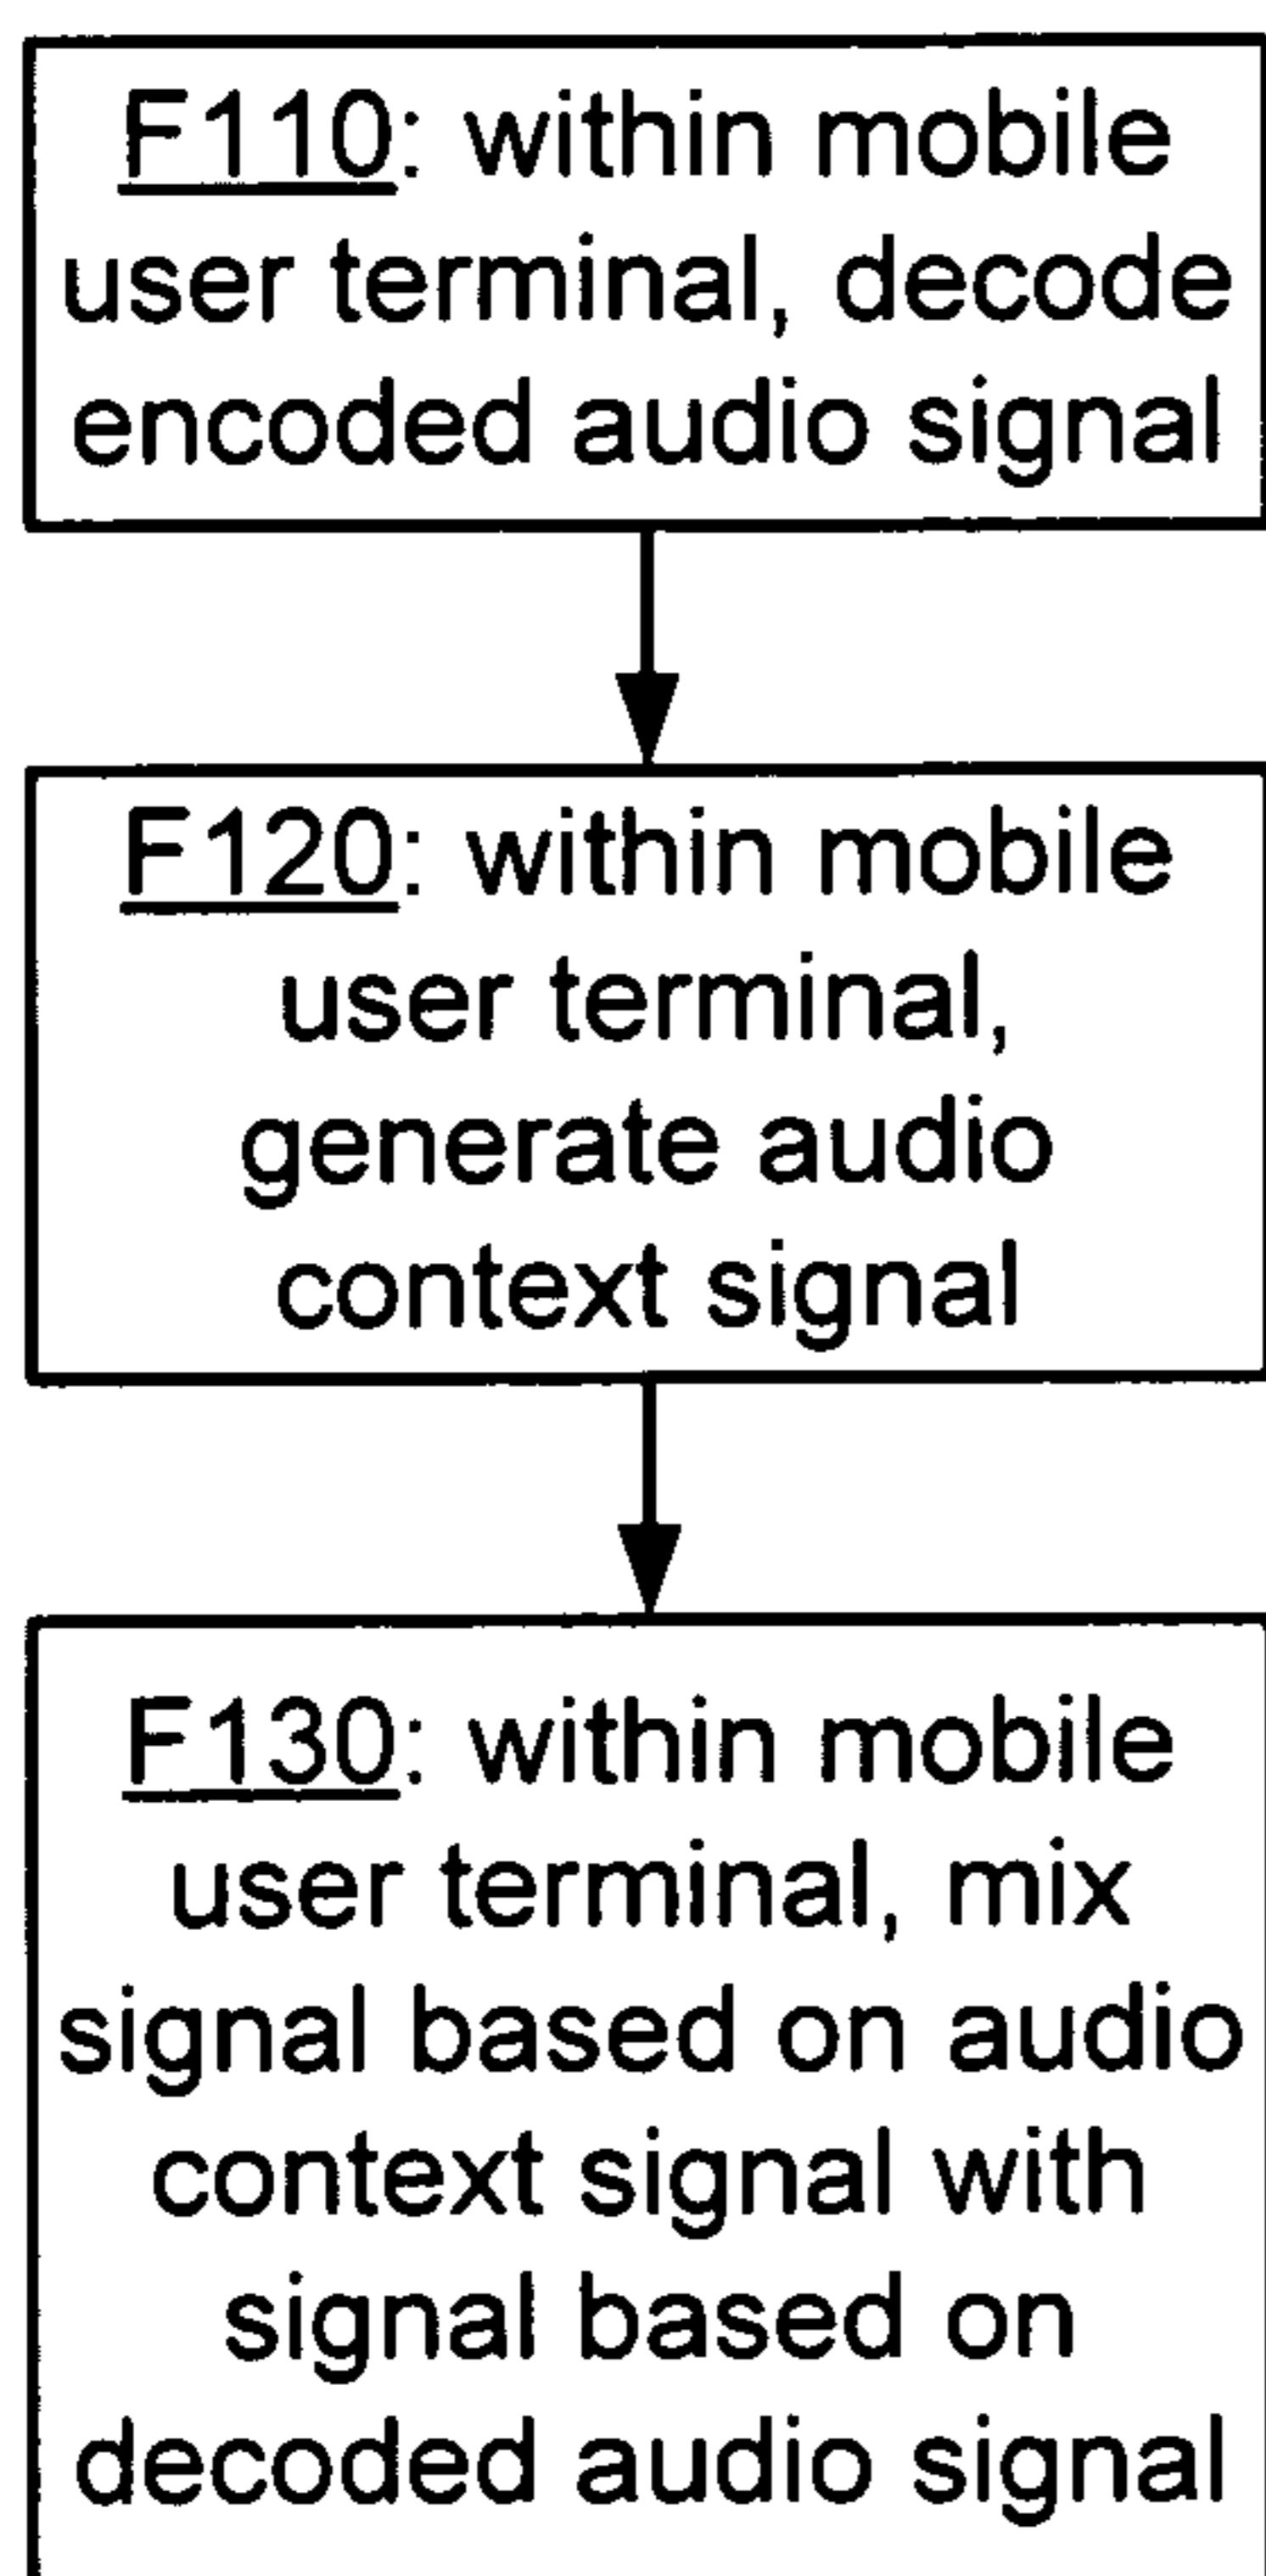 F110: within mobile
user terminal, decode
encoded audio signal
F120: within mobile
user terminal,
generate audio
context signal
F130: within mobile
user terminal, mix
signal based on audio
context signal with
signal based on
decoded audio signal